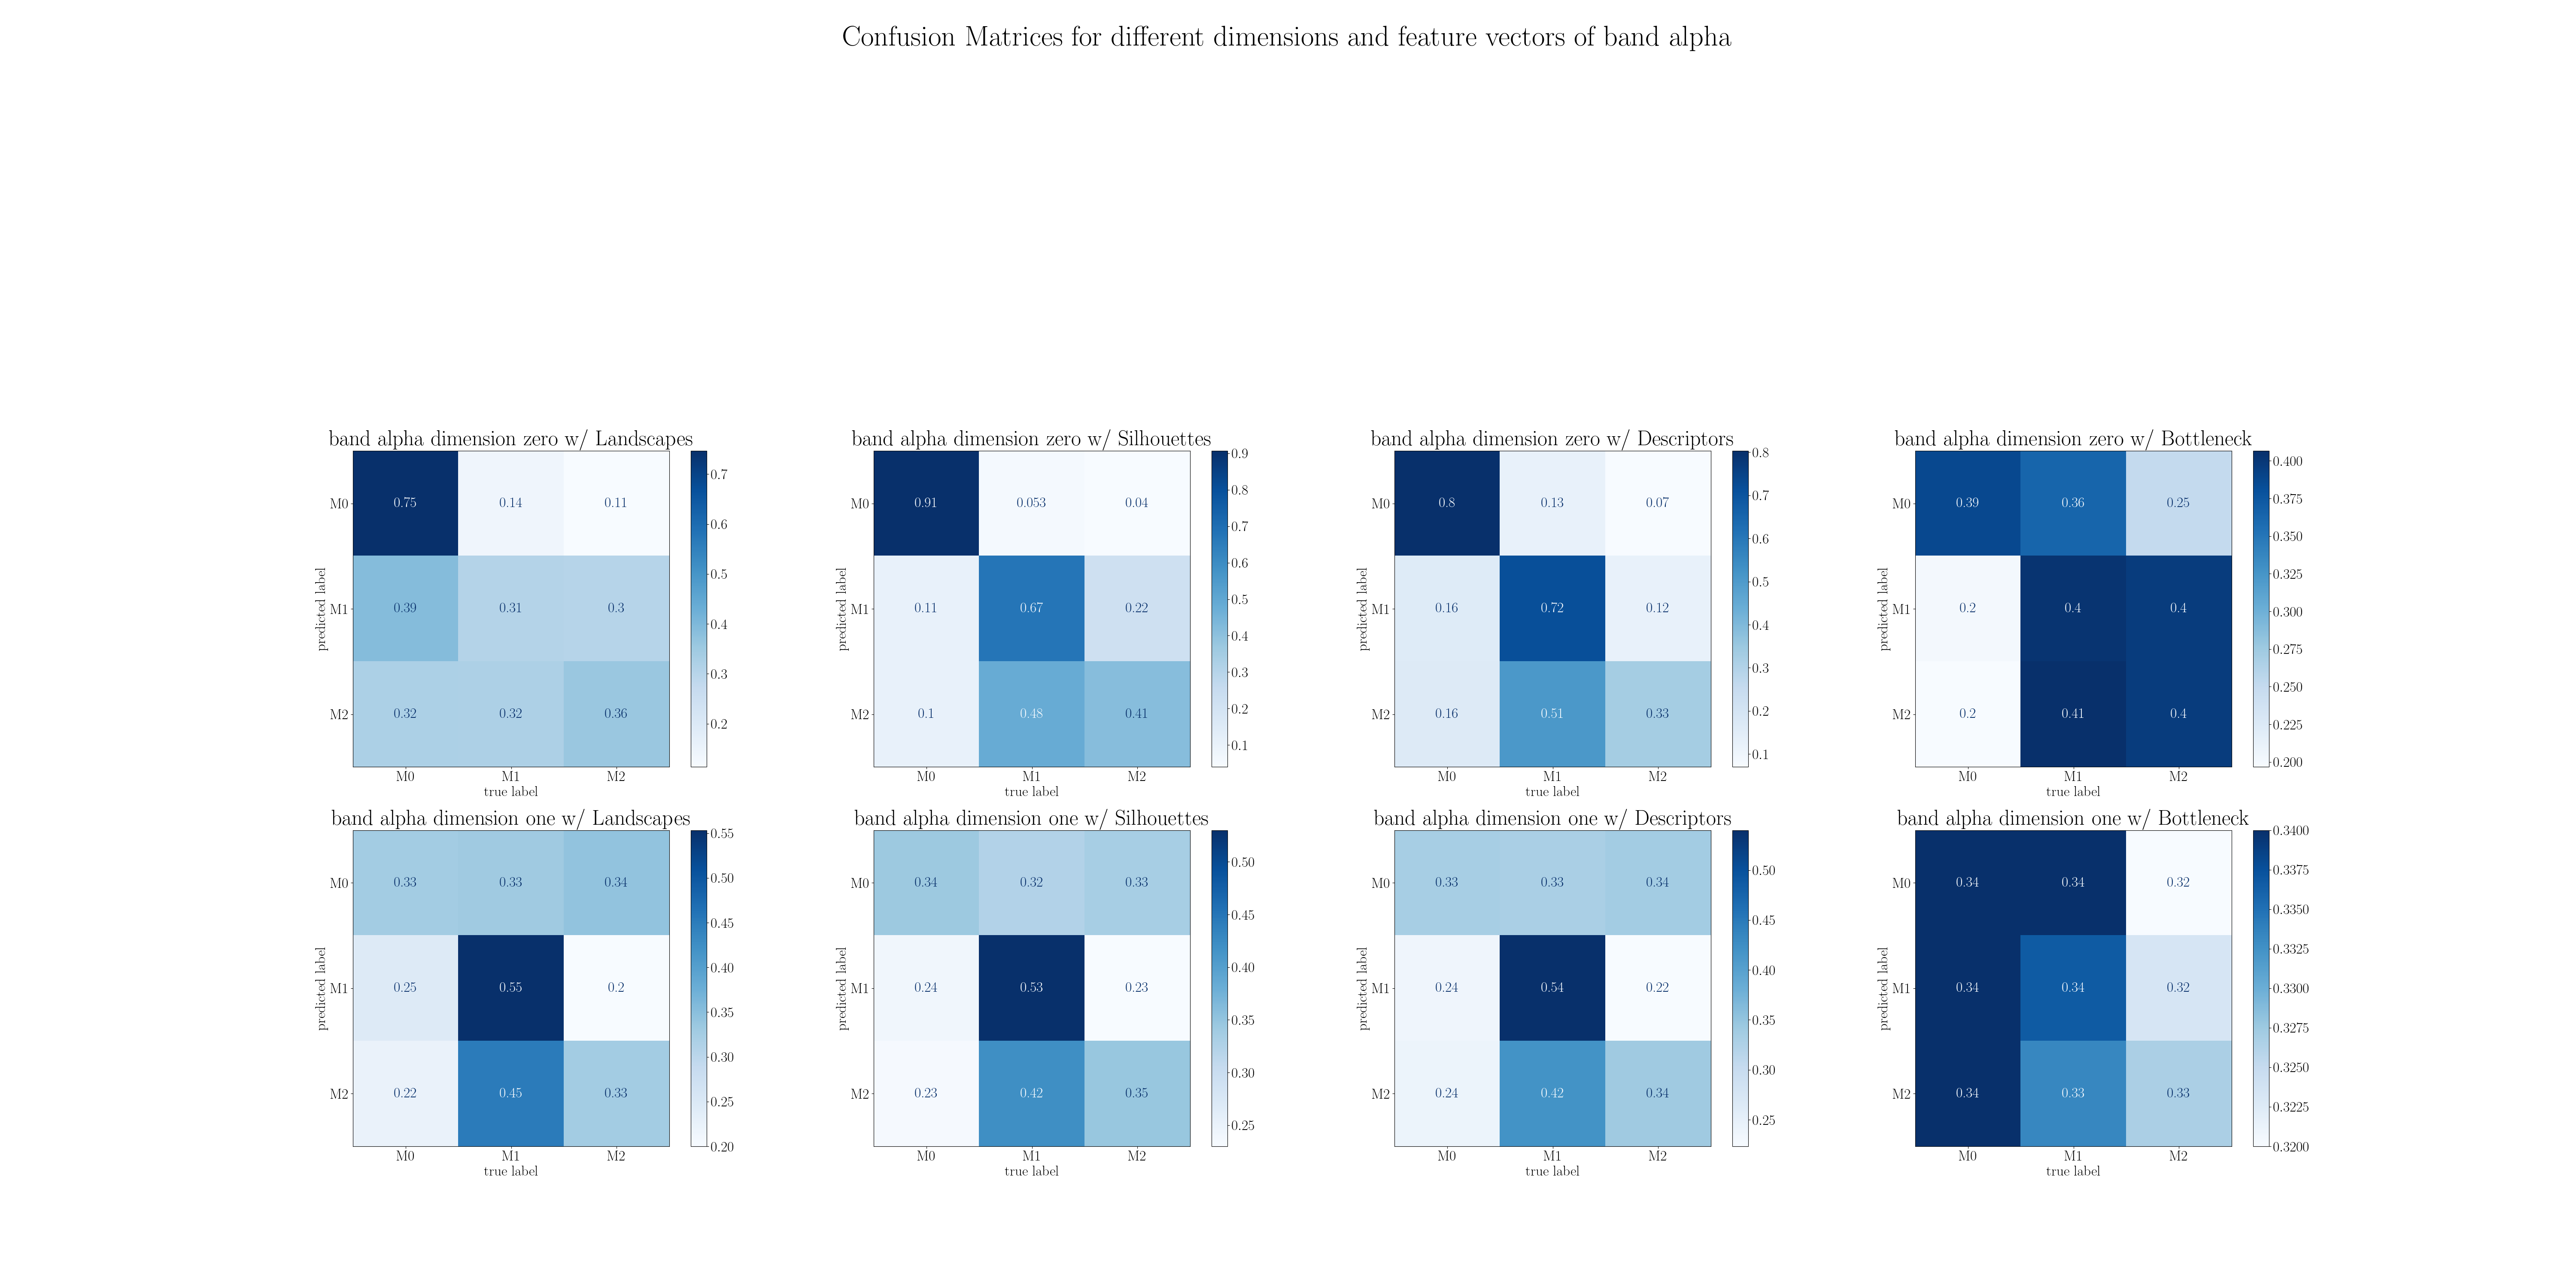 Confusion Matrices for different dimensions and feature vectors of band alpha
band alpha dimension zero w/ Landscapes
M0 0.75 0.14 0.11
M1 0.39 0.31 0.3
M2 0.32 0.32 0.36
M0 M1 M2
true label
predicted label
0.7
0.6
0.5
0.4
0.3
0.2
band alpha dimension zero w/ Silhouettes
M0 0.91 0.053 0.04
M1 0.11 0.67 0.22
M2 0.1 0.48 0.41
M0 M1 M2
true label
predicted label
0.9
0.8
0.7
0.6
0.5
0.4
0.3
0.2
0.1
band alpha dimension zero w/ Descriptors
M0 0.8 0.13 0.07
M1 0.16 0.72 0.12
M2 0.16 0.51 0.33
M0 M1 M2
true label
predicted label
0.8
0.7
0.6
0.5
0.4
0.3
0.2
0.1
band alpha dimension zero w/ Bottleneck
M0 0.39 0.36 0.25
M1 0.2 0.4 0.4
M2 0.2 0.41 0.4
M0 M1 M2
true label
predicted label
0.400
0.375
0.350
0.325
0.300
0.275
0.250
0.225
0.200
band alpha dimension one w/ Landscapes
M0 0.33 0.33 0.34
M1 0.25 0.55 0.2
M2 0.22 0.45 0.33
M0 M1 M2
true label
predicted label
0.55
0.50
0.45
0.40
0.35
0.30
0.25
0.20
band alpha dimension one w/ Silhouettes
M0 0.34 0.32 0.33
M1 0.24 0.53 0.23
M2 0.23 0.42 0.35
M0 M1 M2
true label
predicted label
0.50
0.45
0.40
0.35
0.30
0.25
band alpha dimension one w/ Descriptors
M0 0.33 0.33 0.34
M1 0.24 0.54 0.22
M2 0.24 0.42 0.34
M0 M1 M2
true label
predicted label
0.50
0.45
0.40
0.35
0.30
0.25
band alpha dimension one w/ Bottleneck
M0 0.34 0.34 0.32
M1 0.34 0.34 0.32
M2 0.34 0.33 0.33
M0 M1 M2
true label
predicted label
0.3400
0.3375
0.3350
0.3325
0.3300
0.3275
0.3250
0.3225
0.3200